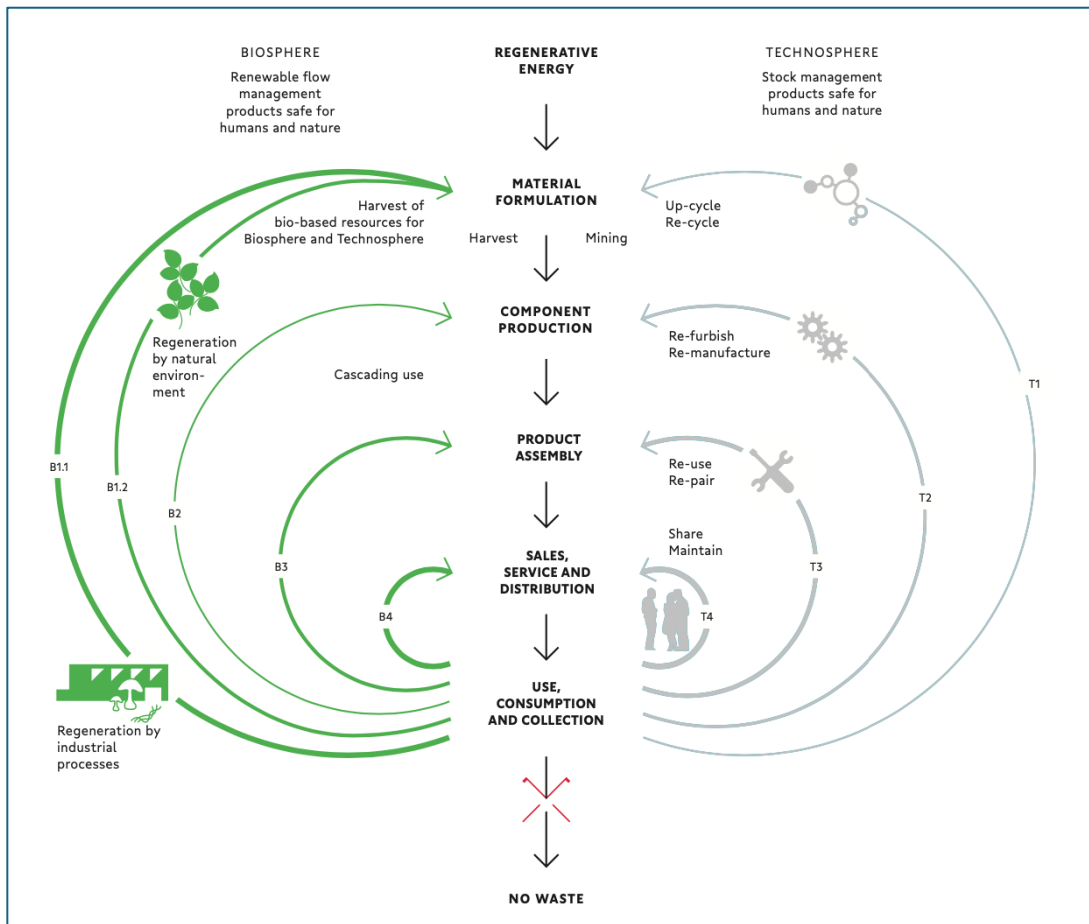 BIOSPHERE
Renewable flow
management
products safe for
humans and nature
REGENERATIVE
ENERGY
TECHNOSPHERE
Stock management
products safe for
humans and nature
MATERIAL
FORMULATION
Harvest of
bio-based resources for
Biosphere and Technosphere
Harvest
Mining
Up-cycle
Re-cycle
COMPONENT
PRODUCTION
Regeneration
by natural
environ-
ment
Cascading use
Re-furbish
Re-manufacture
T1
PRODUCT
ASSEMBLY
B1.1
B1.2
B2
Re-use
Re-pair
T2
SALES,
SERVICE AND
DISTRIBUTION
B3
B4
Share
Maintain
T3
T4
USE,
CONSUMPTION
AND COLLECTION
Regeneration by
industrial
processes
NO WASTE